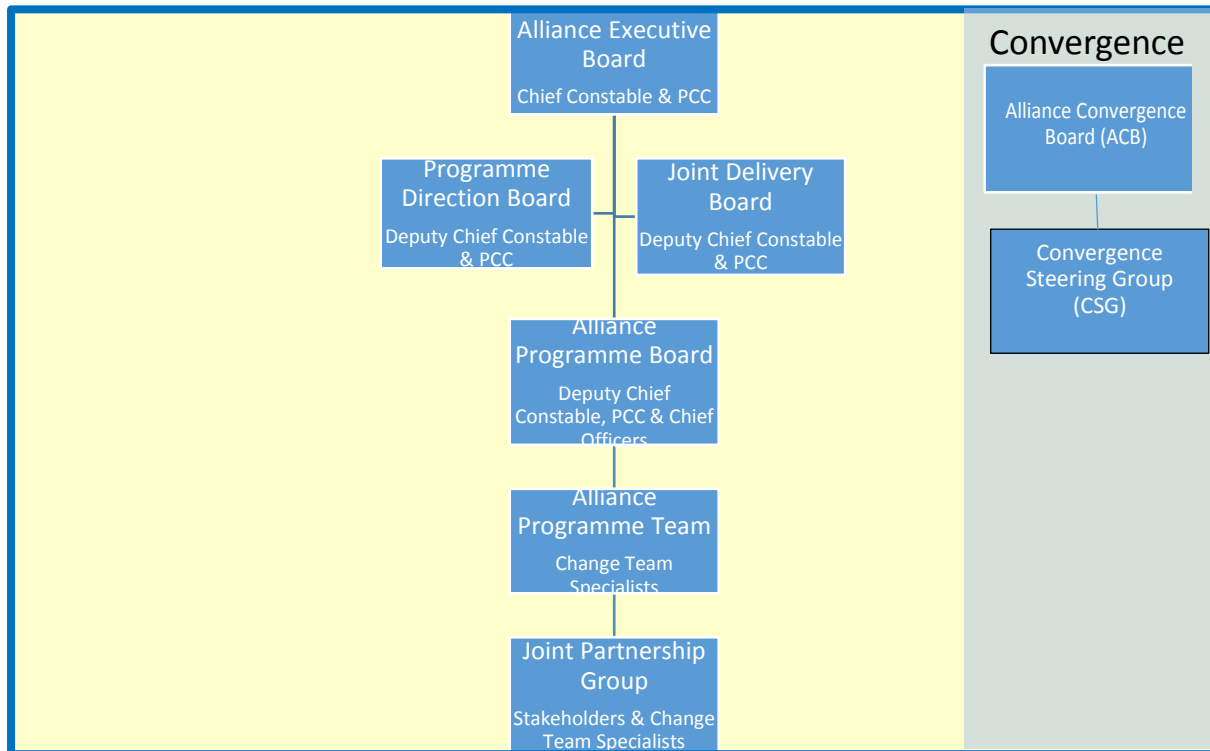 Alliance Executive
Board
Chief Constable & PCC
Programme
Direction Board
Deputy Chief Constable
& PCC
Joint Delivery
Board
Deputy Chief Constable
& PCC
Alliance
Programme Board
Deputy Chief
Constable, PCC & Chief
Officers
Alliance
Programme Team
Change Team
Specialists
Joint Partnership
Group
Stakeholders & Change
Team Specialists
Convergence
Alliance Convergence
Board (ACB)
Convergence
Steering Group
(CSG)